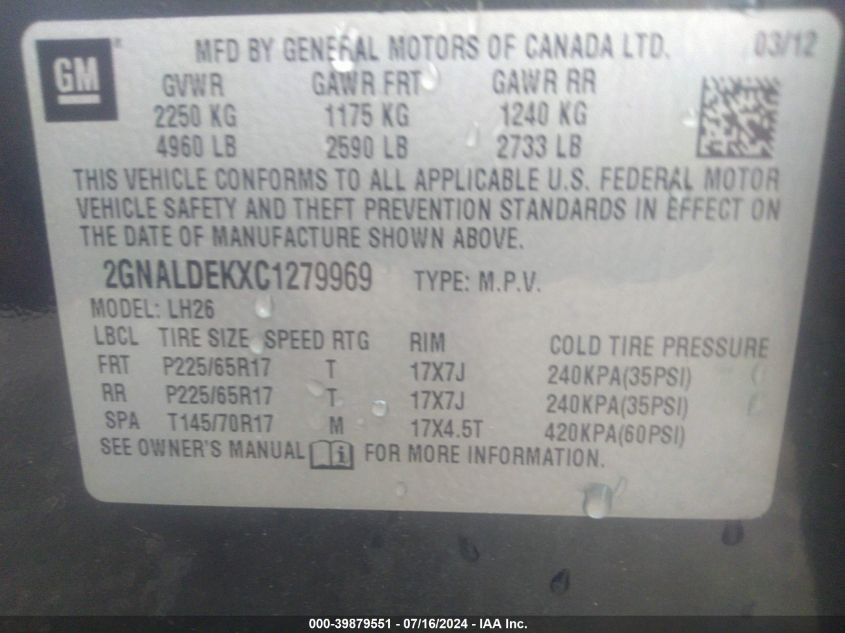 GM
MFD BY GENERAL MOTORS OF CANADA LTD. 03/12
GVWR GAWR FRT GAWR RR
2250 KG 1175 KG 1240 KG
4960 LB 2590 LB 2733 LB
THIS VEHICLE CONFORMS TO ALL APPLICABLE U.S. FEDERAL MOTOR
VEHICLE SAFETY AND THEFT PREVENTION STANDARDS IN EFFECT ON
THE DATE OF MANUFACTURE SHOWN ABOVE.
2GNALDEKXC1279969 TYPE: M.P.V.
MODEL: LH26
LBCL TIRE SIZE SPEED RTG RIM COLD TIRE PRESSURE
FRT P225/65R17 T 17X7J 240KPA(35PSI)
RR P225/65R17 T 17X7J 240KPA(35PSI)
SPA T145/70R17 M 17X4.5T 420KPA(60PSI)
SEE OWNER'S MANUAL i FOR MORE INFORMATION.
000-39879551 / 07/16/2024 - IAA Inc.